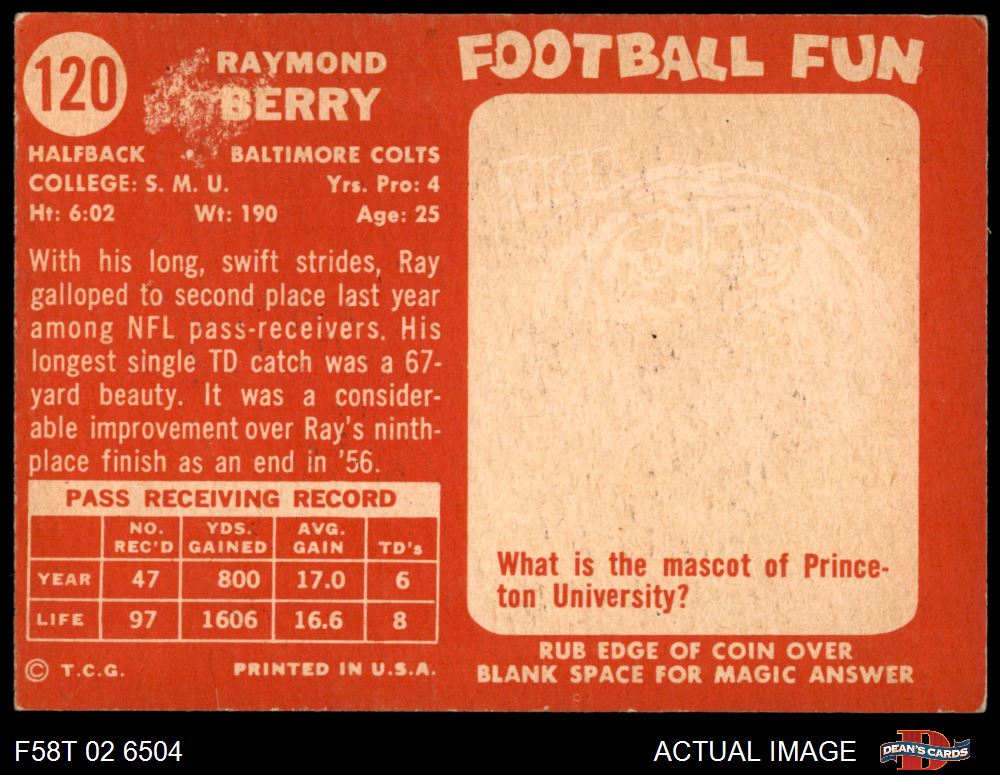 120
RAYMOND
BERRY
HALFBACK • BALTIMORE COLTS
COLLEGE: S. M. U. Yrs. Pro: 4
Ht: 6:02 Wt: 190 Age: 25
With his long, swift strides, Ray
galloped to second place last year
among NFL pass-receivers. His
longest single TD catch was a 67-
yard beauty. It was a consider-
able improvement over Ray's ninth-
place finish as an end in '56.
PASS RECEIVING RECORD
NO. REC'D YDS. GAINED AVG. GAIN TD's
YEAR 47 800 17.0 6
LIFE 97 1606 16.6 8
© T.C.G. PRINTED IN U.S.A.
FOOTBALL FUN
What is the mascot of Prince-
ton University?
RUB EDGE OF COIN OVER
BLANK SPACE FOR MAGIC ANSWER
F58T 02 6504
ACTUAL IMAGE
D
DEAN'S CARDS